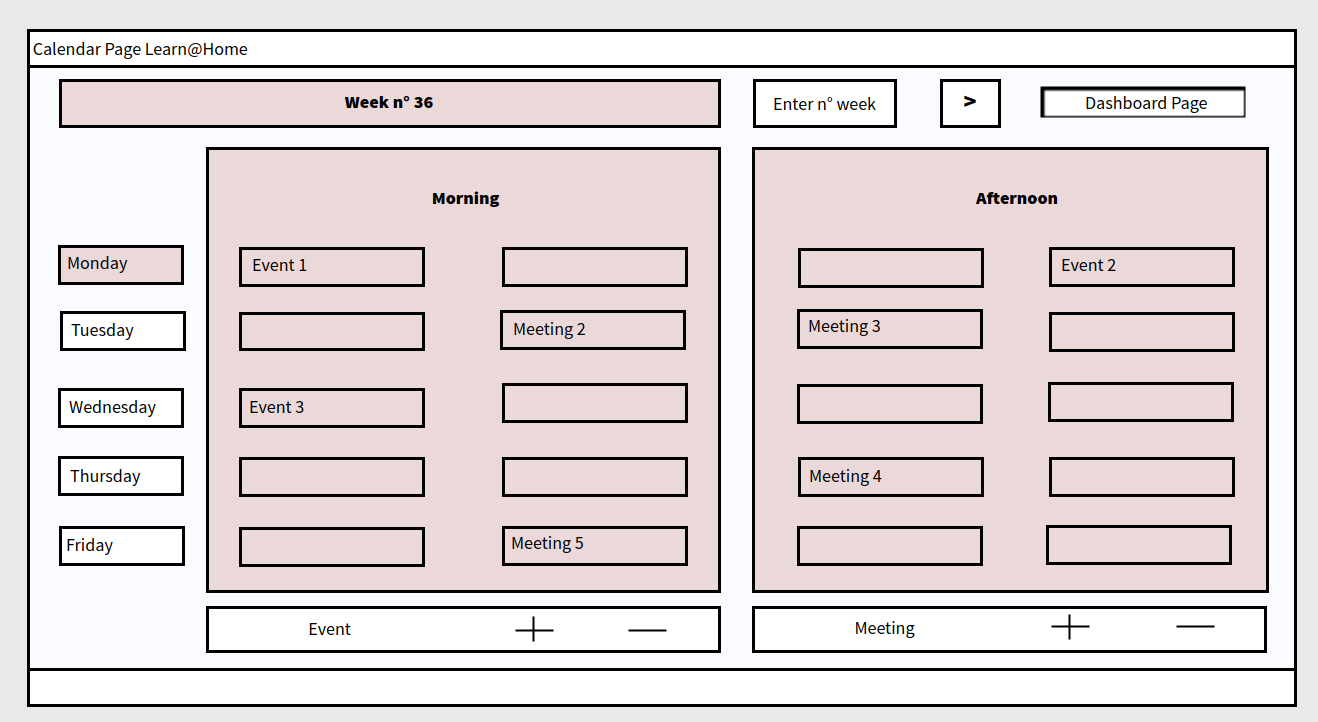 Calendar Page Learn@Home
Week n° 36
Enter n° week
>
Dashboard Page
Morning
Afternoon
Monday
Event 1
Event 2
Tuesday
Meeting 2
Meeting 3
Wednesday
Event 3
Thursday
Meeting 4
Friday
Meeting 5
Event
Meeting